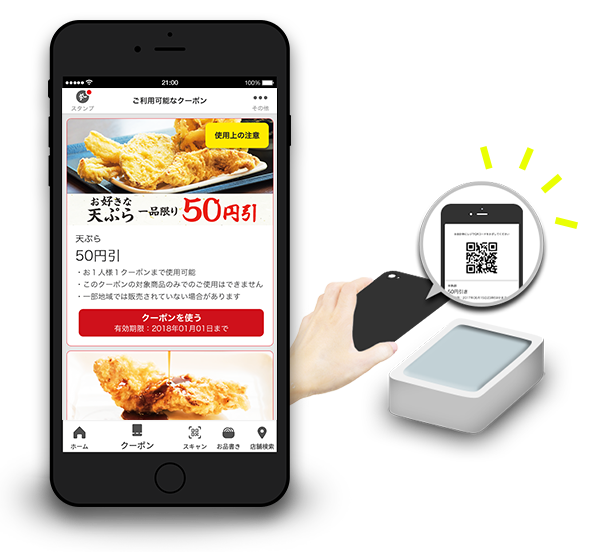 21:00
100%
スタンプ
ご利用可能なクーポン
その他
使用上の注意
お好きな
天ぷら 一品限り 50円引
天ぷら
50円引
・お1人様1クーポンまで使用可能
・このクーポンの対象商品のみでのご使用はできません
・一部地域では販売されていない場合があります
クーポンを使う
有効期限：2018年01月01日まで
ホーム
クーポン
スキャン
お品書き
店舗検索
50円引き